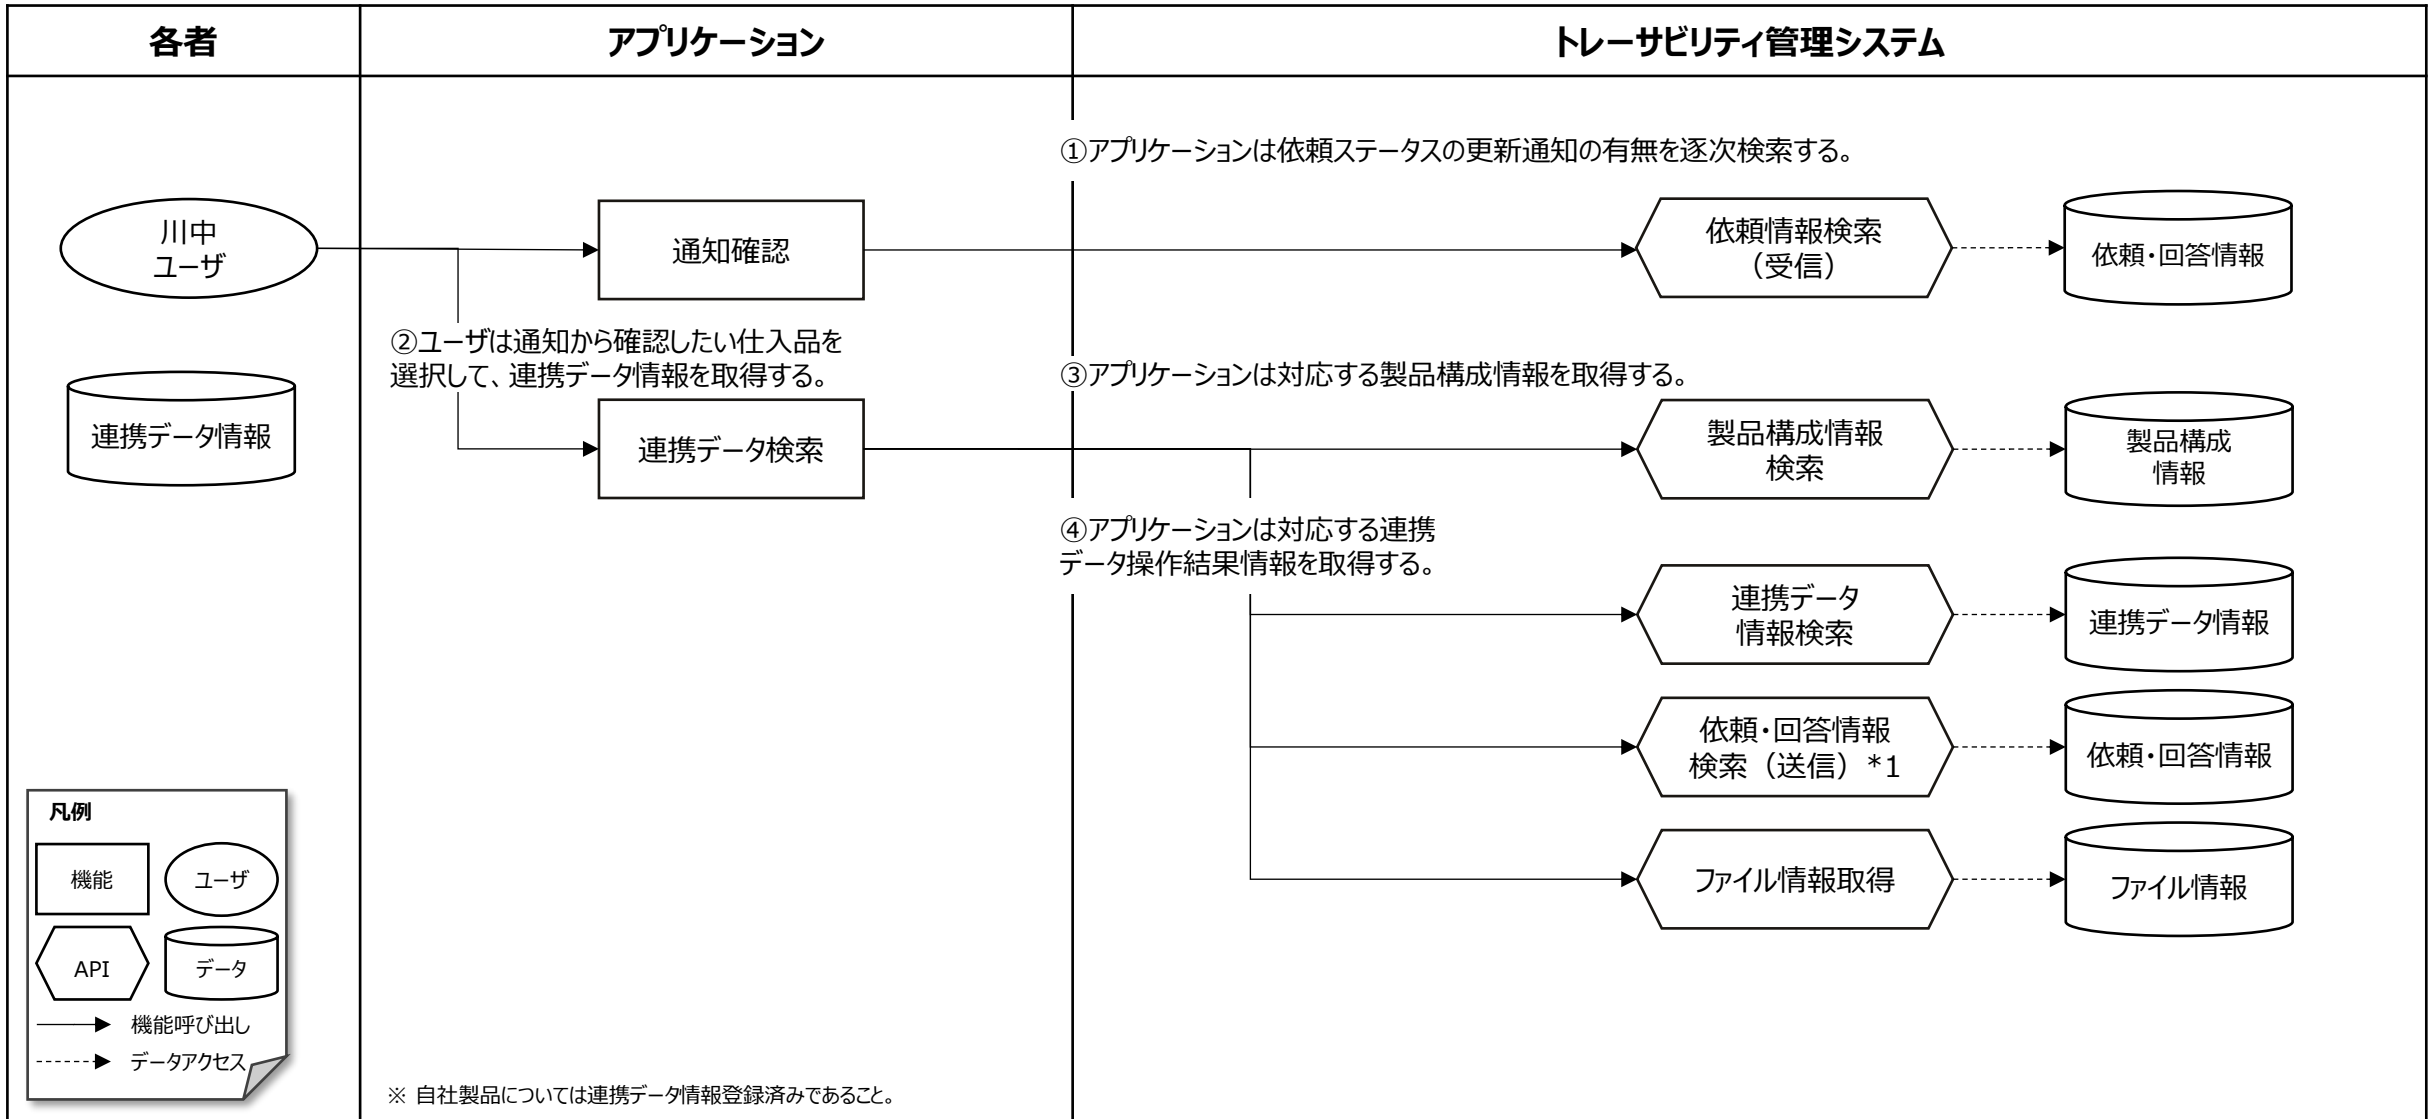 各者
アプリケーション
トレーサビリティ管理システム
①アプリケーションは依頼ステータスの更新通知の有無を逐次検索する。
川中
ユーザ
通知確認
依頼情報検索
（受信）
依頼・回答情報
②ユーザは通知から確認したい仕入品を
選択して、連携データ情報を取得する。
③アプリケーションは対応する製品構成情報を取得する。
連携データ情報
連携データ検索
製品構成情報
検索
製品構成
情報
④アプリケーションは対応する連携
データ操作結果情報を取得する。
連携データ
情報検索
連携データ情報
依頼・回答情報
検索（送信）*1
依頼・回答情報
ファイル情報取得
ファイル情報
凡例
機能
ユーザ
API
データ
機能呼び出し
データアクセス
※ 自社製品については連携データ情報登録済みであること。